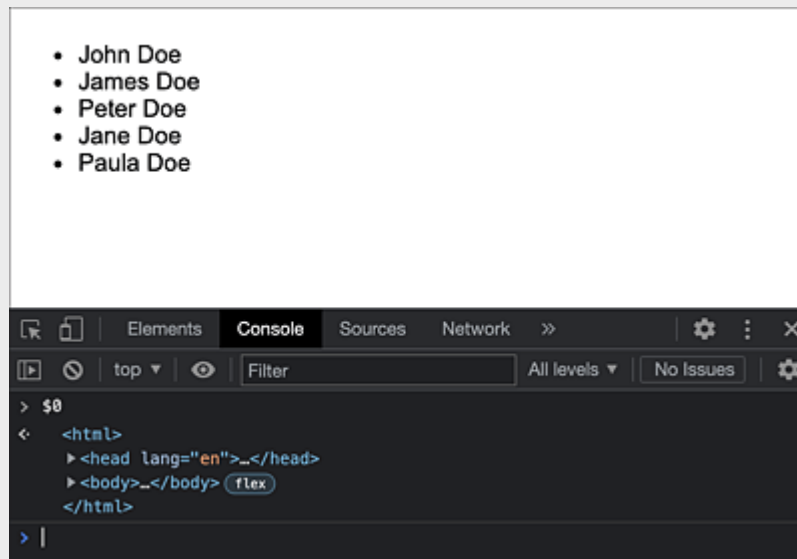 • John Doe
• James Doe
• Peter Doe
• Jane Doe
• Paula Doe
Elements Console Sources Network »
top ▼ Filter All levels ▼ No Issues
> $0
<html>
▶<head lang="en">…</head>
▶<body>…</body> flex
</html>
>